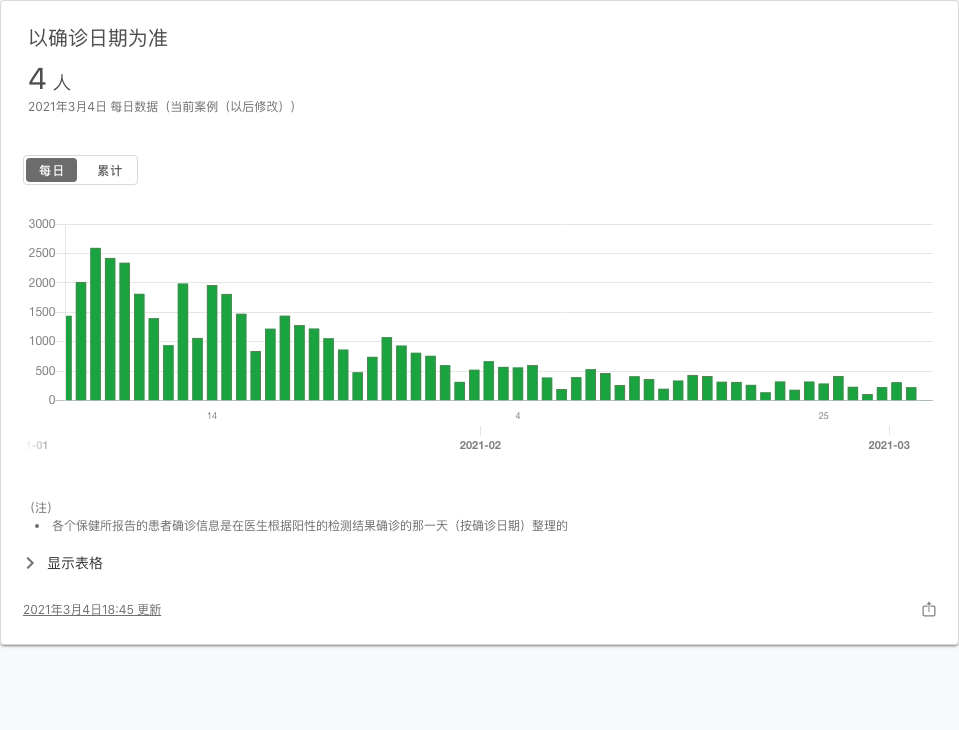 以确诊日期为准
4 人
2021年3月4日 每日数据（当前案例（以后修改））
每日 累计
3000
2500
2000
1500
1000
500
0
14 4 25
1-01 2021-02 2021-03
（注）
• 各个保健所报告的患者确诊信息是在医生根据阳性的检测结果确诊的那一天（按确诊日期）整理的
显示表格
2021年3月4日18:45 更新